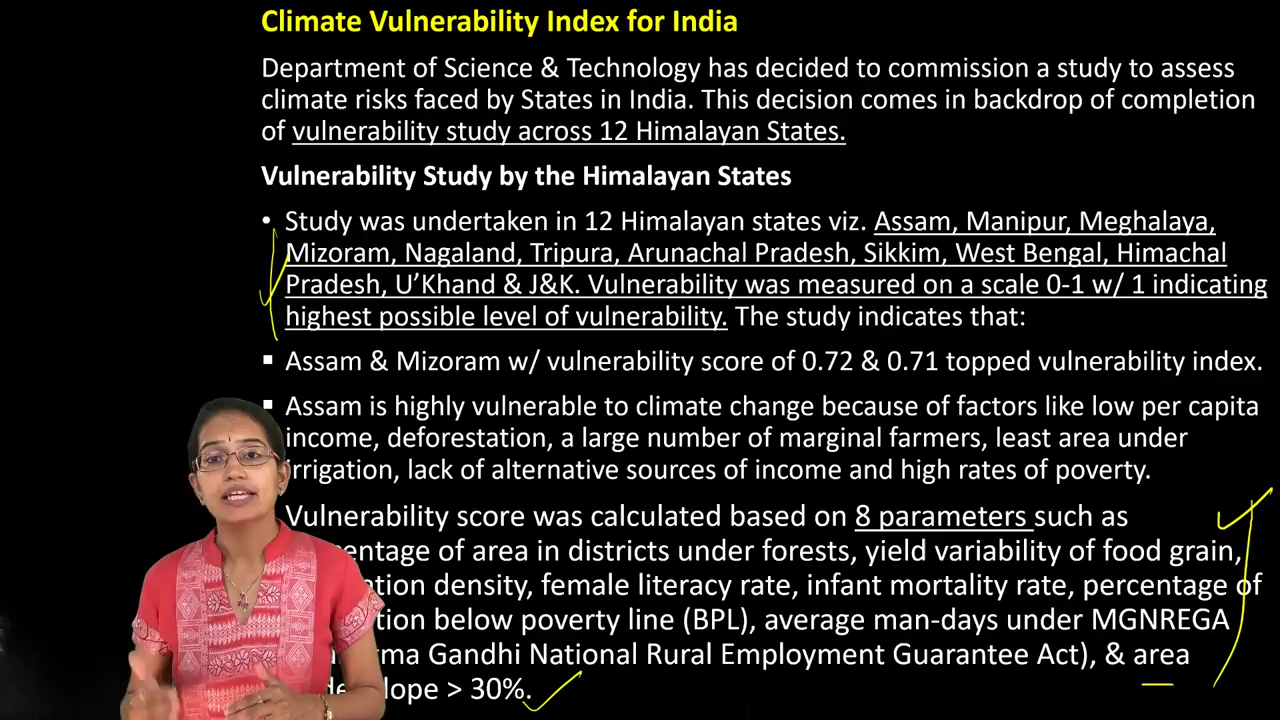 Climate Vulnerability Index for India
Department of Science & Technology has decided to commission a study to assess
climate risks faced by States in India. This decision comes in backdrop of completion
of vulnerability study across 12 Himalayan States.
Vulnerability Study by the Himalayan States
• Study was undertaken in 12 Himalayan states viz. Assam, Manipur, Meghalaya,
Mizoram, Nagaland, Tripura, Arunachal Pradesh, Sikkim, West Bengal, Himachal
Pradesh, U’Khand & J&K. Vulnerability was measured on a scale 0-1 w/ 1 indicating
highest possible level of vulnerability. The study indicates that:
▪ Assam & Mizoram w/ vulnerability score of 0.72 & 0.71 topped vulnerability index.
▪ Assam is highly vulnerable to climate change because of factors like low per capita
income, deforestation, a large number of marginal farmers, least area under
irrigation, lack of alternative sources of income and high rates of poverty.
Vulnerability score was calculated based on 8 parameters such as
of area in districts under forests, yield variability of food grain,
density, female literacy rate, infant mortality rate, percentage of
below poverty line (BPL), average man-days under MGNREGA
Gandhi National Rural Employment Guarantee Act), & area
> 30%.